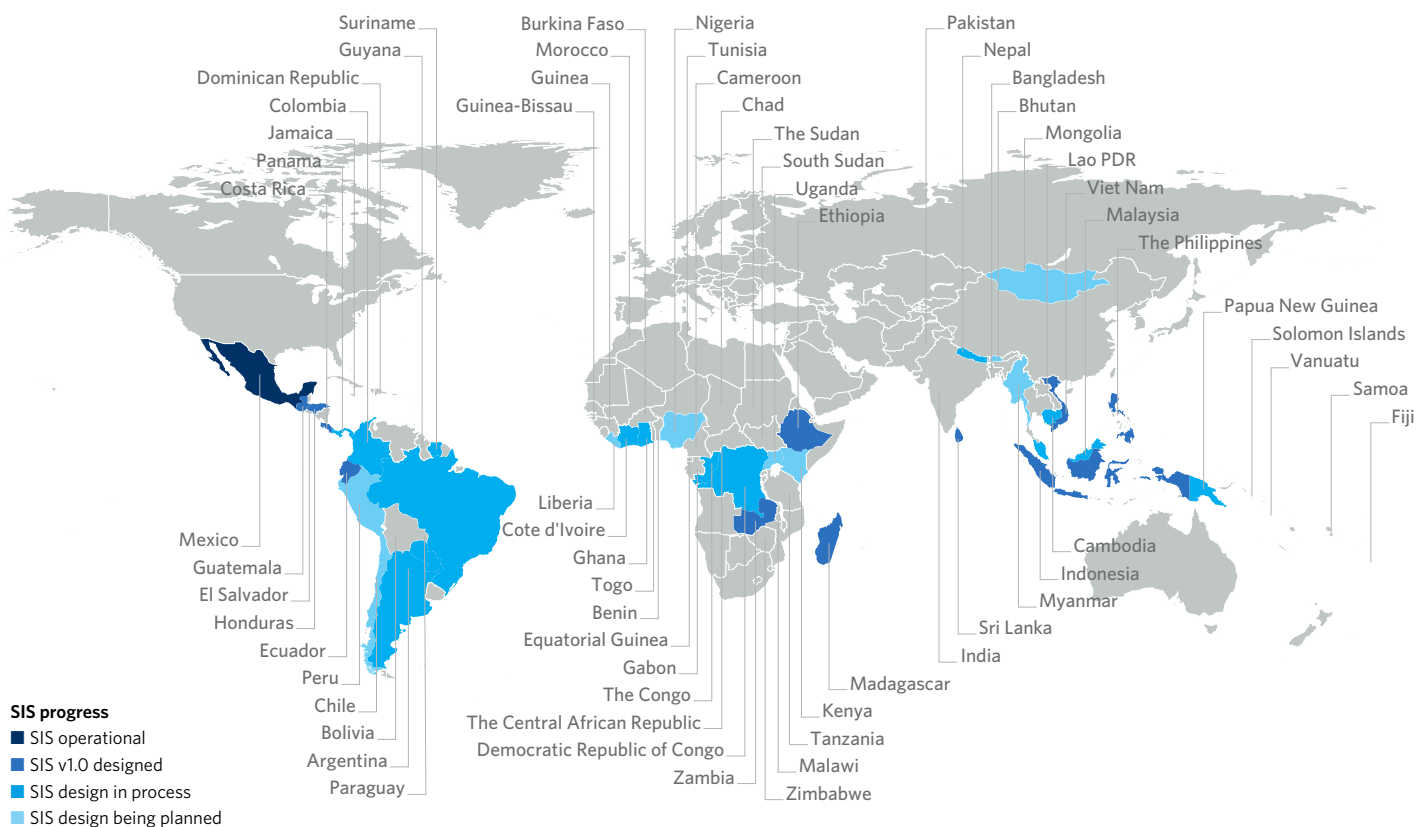 Suriname
Guyana
Dominican Republic
Colombia
Jamaica
Panama
Costa Rica
Burkina Faso
Morocco
Guinea
Guinea-Bissau
Nigeria
Tunisia
Cameroon
Chad
The Sudan
South Sudan
Uganda
Ethiopia
Pakistan
Nepal
Bangladesh
Bhutan
Mongolia
Lao PDR
Viet Nam
Malaysia
The Philippines
Papua New Guinea
Solomon Islands
Vanuatu
Samoa
Fiji
Mexico
Guatemala
El Salvador
Honduras
Ecuador
Peru
Chile
Bolivia
Argentina
Paraguay
Liberia
Cote d'Ivoire
Ghana
Togo
Benin
Equatorial Guinea
Gabon
The Congo
The Central African Republic
Democratic Republic of Congo
Zambia
Zimbabwe
Malawi
Tanzania
Kenya
Madagascar
Cambodia
Indonesia
Myanmar
Sri Lanka
India
SIS progress
SIS operational
SIS v1.0 designed
SIS design in process
SIS design being planned